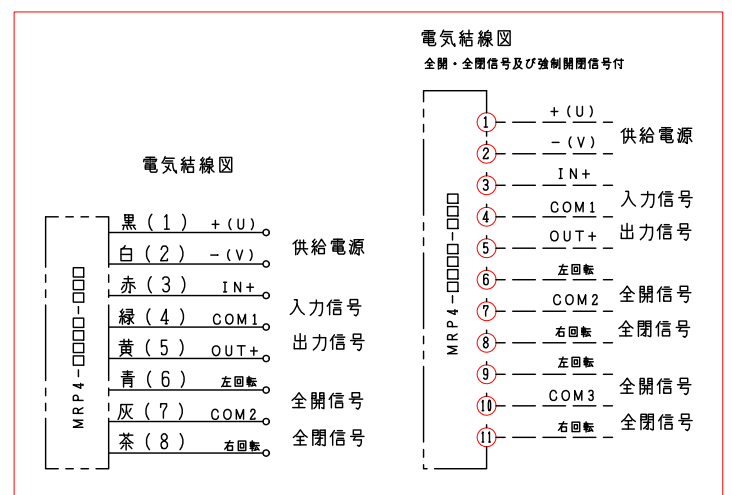 電気結線図
黒(1) +(U)
白(2) -(V)
供給電源
赤(3) IN+
緑(4) COM1
入力信号
黄(5) OUT+
出力信号
青(6) 左回転
灰(7) COM2
全開信号
茶(8) 右回転
全閉信号
MRP4-□□□□-□□□
電気結線図
全開・全閉信号及び強制開閉信号付
① +(U)
② -(V)
供給電源
③ IN+
④ COM1
入力信号
⑤ OUT+
出力信号
⑥ 左回転
⑦ COM2
全開信号
⑧ 右回転
全閉信号
⑨ 左回転
⑩ COM3
全開信号
⑪ 右回転
全閉信号
MRP4-□□□□-□□□